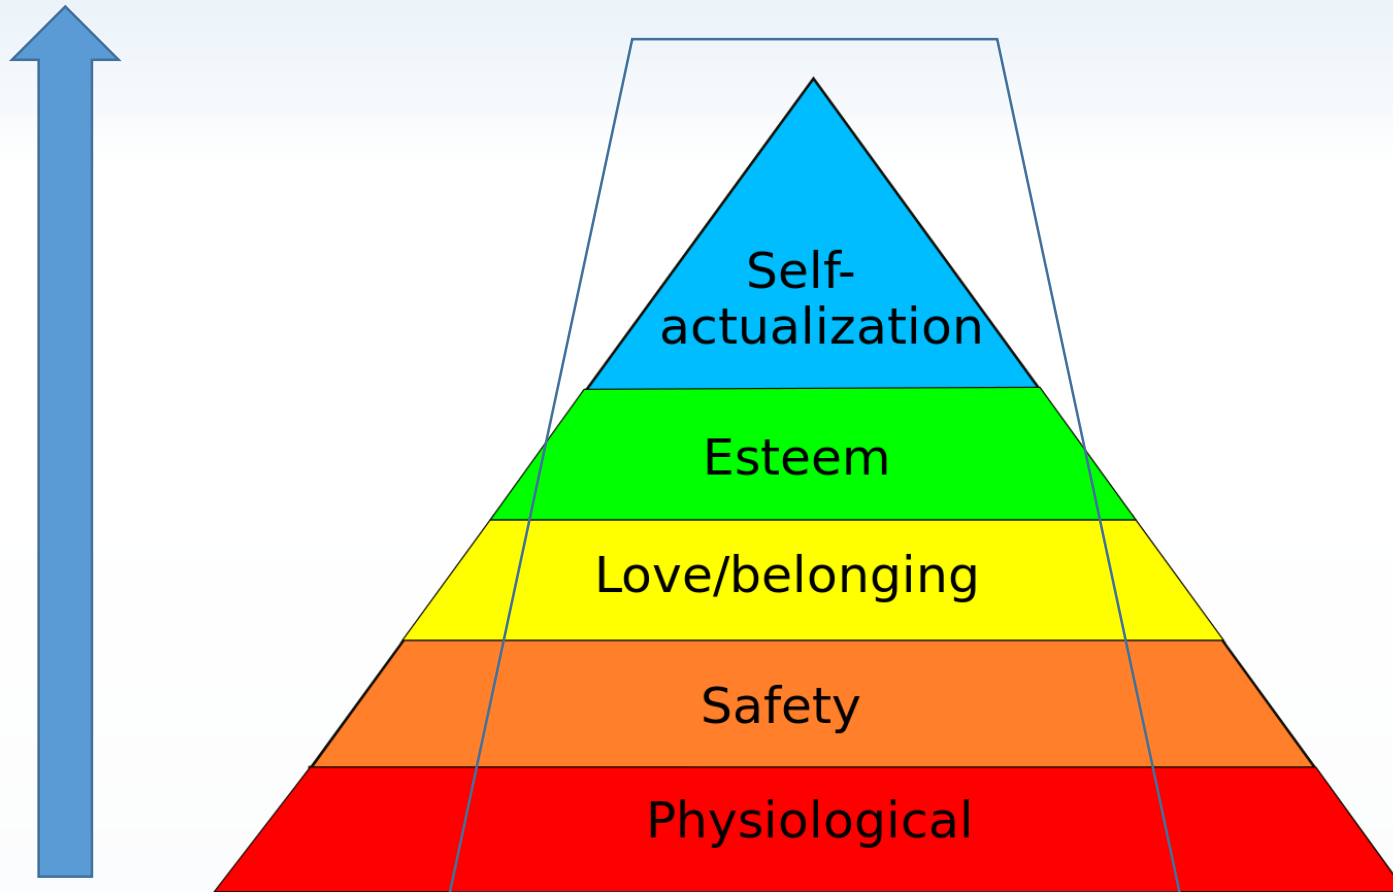 Self-
actualization
Esteem
Love/belonging
Safety
Physiological